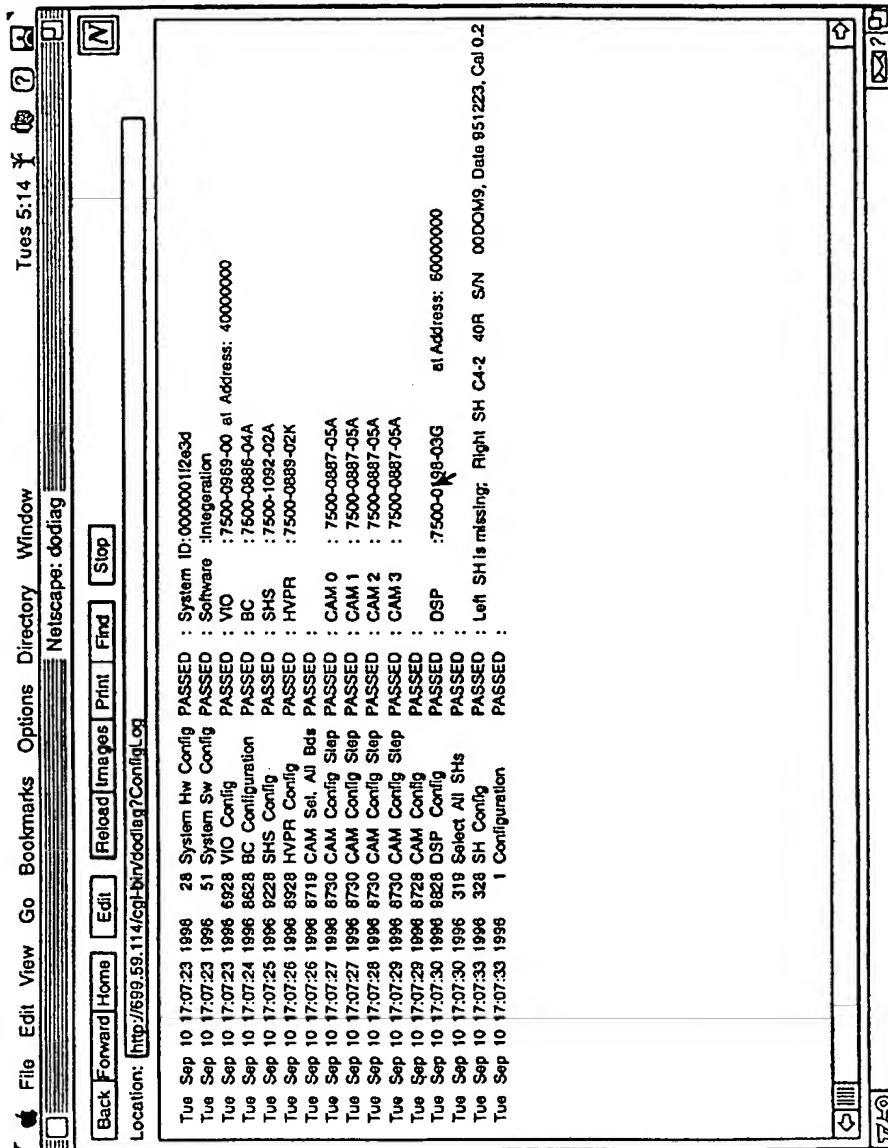 File Edit View Go Bookmarks Options Directory Window Tues 5:14 ?
Netscape: dodiag
Back Forward Home Edit Reload Images Print Find Stop
N
Location: http://699.59.114/cgi-bin/dodiag?ConfigLog
Tue Sep 10 17:07:23 1996 28 System Hw Config PASSED : System ID:0000001f2e3d
Tue Sep 10 17:07:23 1996 51 System Sw Config PASSED : Software :Integeration
Tue Sep 10 17:07:23 1996 6928 VIO Config PASSED : VIO :7500-0969-00 at Address: 40000000
Tue Sep 10 17:07:24 1996 8628 BC Configuration PASSED : BC :7500-0886-04A
Tue Sep 10 17:07:25 1996 9228 SHS Config PASSED : SHS :7500-1092-02A
Tue Sep 10 17:07:26 1996 8928 HVPR Config PASSED : HVPR :7500-0889-02K
Tue Sep 10 17:07:26 1996 8719 CAM Sel, All Bds PASSED :
Tue Sep 10 17:07:27 1996 8730 CAM Config Step PASSED : CAM 0 : 7500-0887-05A
Tue Sep 10 17:07:27 1996 8730 CAM Config Step PASSED : CAM 1 : 7500-0887-05A
Tue Sep 10 17:07:28 1996 8730 CAM Config Step PASSED : CAM 2 : 7500-0887-05A
Tue Sep 10 17:07:29 1996 8730 CAM Config Step PASSED : CAM 3 : 7500-0887-05A
Tue Sep 10 17:07:29 1996 8728 CAM Config PASSED :
Tue Sep 10 17:07:30 1996 9828 DSP Config PASSED : DSP :7500-0198-03G at Address: 60000000
Tue Sep 10 17:07:30 1996 319 Select All SHs PASSED :
Tue Sep 10 17:07:33 1996 328 SH Config PASSED : Left SH is missing; Right SH C4-2 40R S/N 00DQM9, Date 951223, Cal 0.2
Tue Sep 10 17:07:33 1996 1 Configuration PASSED :
?